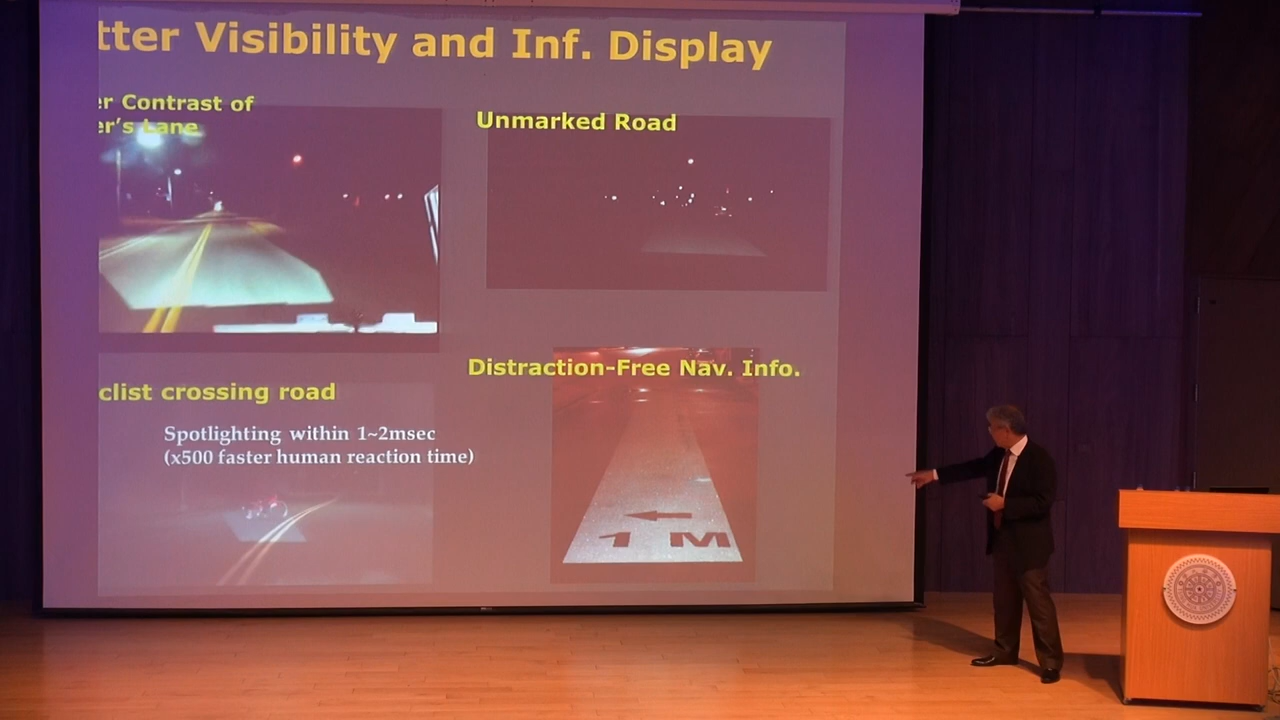 tter Visibility and Inf. Display
er Contrast of
er's Lane
Unmarked Road
clist crossing road
Spotlighting within 1~2msec
(x500 faster human reaction time)
Distraction-Free Nav. Info.
1 M